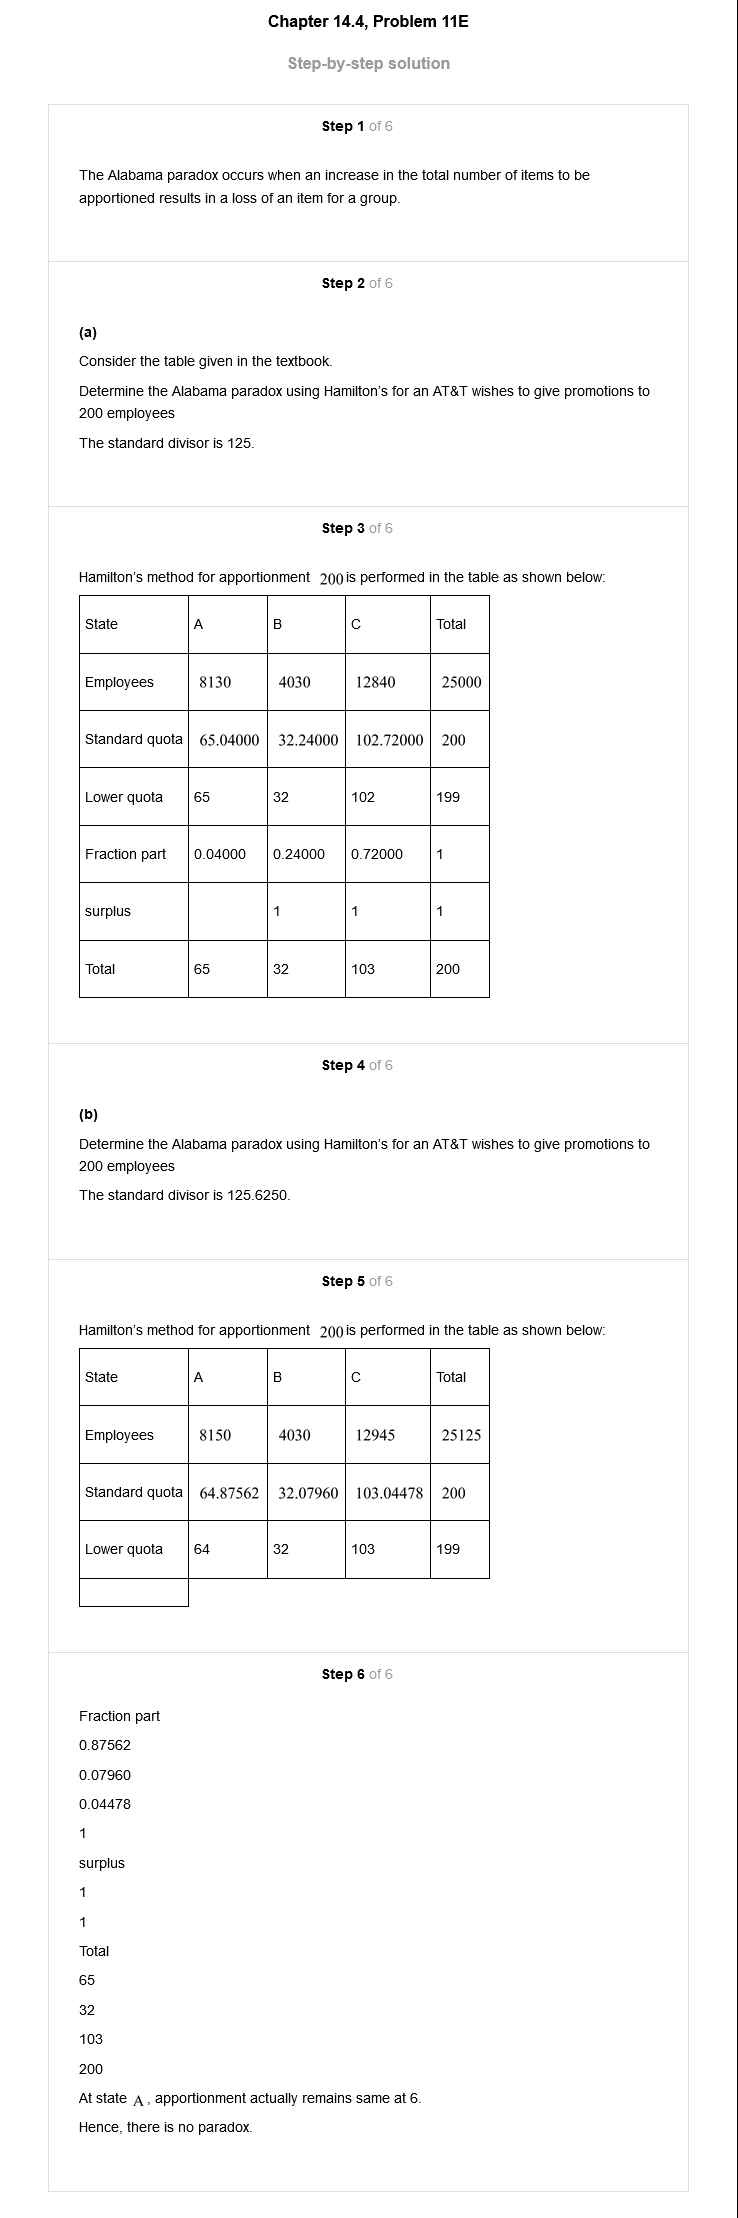 Chapter 14.4, Problem 11E
Step-by-step solution
Step 1 of 6
The Alabama paradox occurs when an increase in the total number of items to be
apportioned results in a loss of an item for a group.
Step 2 of 6
(a)
Consider the table given in the textbook.
Determine the Alabama paradox using Hamilton's for an AT&T wishes to give promotions to
200 employees
The standard divisor is 125.
Step 3 of 6
Hamilton's method for apportionment 200 is performed in the table as shown below:
State A B C Total
Employees 8130 4030 12840 25000
Standard quota 65.04000 32.24000 102.72000 200
Lower quota 65 32 102 199
Fraction part 0.04000 0.24000 0.72000 1
surplus 1 1 1
Total 65 32 103 200
Step 4 of 6
(b)
Determine the Alabama paradox using Hamilton's for an AT&T wishes to give promotions to
200 employees
The standard divisor is 125.6250.
Step 5 of 6
Hamilton's method for apportionment 200 is performed in the table as shown below:
State A B C Total
Employees 8150 4030 12945 25125
Standard quota 64.87562 32.07960 103.04478 200
Lower quota 64 32 103 199
Step 6 of 6
Fraction part
0.87562
0.07960
0.04478
1
surplus
1
1
Total
65
32
103
200
At state A, apportionment actually remains same at 6.
Hence, there is no paradox.